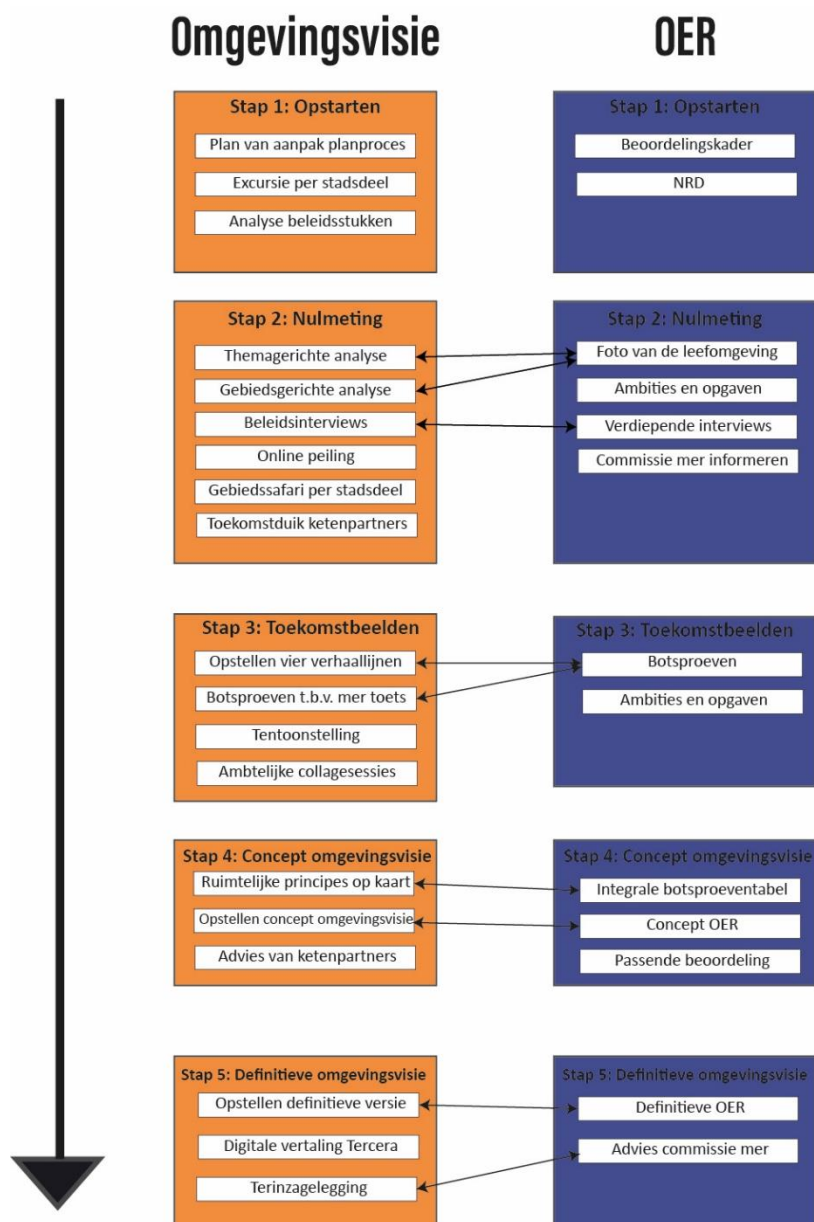 Omgevingsvisie
Stap 1: Opstarten
Plan van aanpak planproces
Excursie per stadsdeel
Analyse beleidsstukken
Stap 2: Nulmeting
Themagerichte analyse
Gebiedsgerichte analyse
Beleidsinterviews
Online peiling
Gebiedssafari per stadsdeel
Toekomstduik ketenpartners
Stap 3: Toekomstbeelden
Opstellen vier verhaallijnen
Botsproeven t.b.v. mer toets
Tentoonstelling
Ambtelijke collagesessies
Stap 4: Concept omgevingsvisie
Ruimtelijke principes op kaart
Opstellen concept omgevingsvisie
Advies van ketenpartners
Stap 5: Definitieve omgevingsvisie
Opstellen definitieve versie
Digitale vertaling Tercera
Terinzagelegging
OER
Stap 1: Opstarten
Beoordelingskader
NRD
Stap 2: Nulmeting
Foto van de leefomgeving
Ambities en opgaven
Verdiepende interviews
Commissie mer informeren
Stap 3: Toekomstbeelden
Botsproeven
Ambities en opgaven
Stap 4: Concept omgevingsvisie
Integrale botsproeventabel
Concept OER
Passende beoordeling
Stap 5: Definitieve omgevingsvisie
Definitieve OER
Advies commissie mer